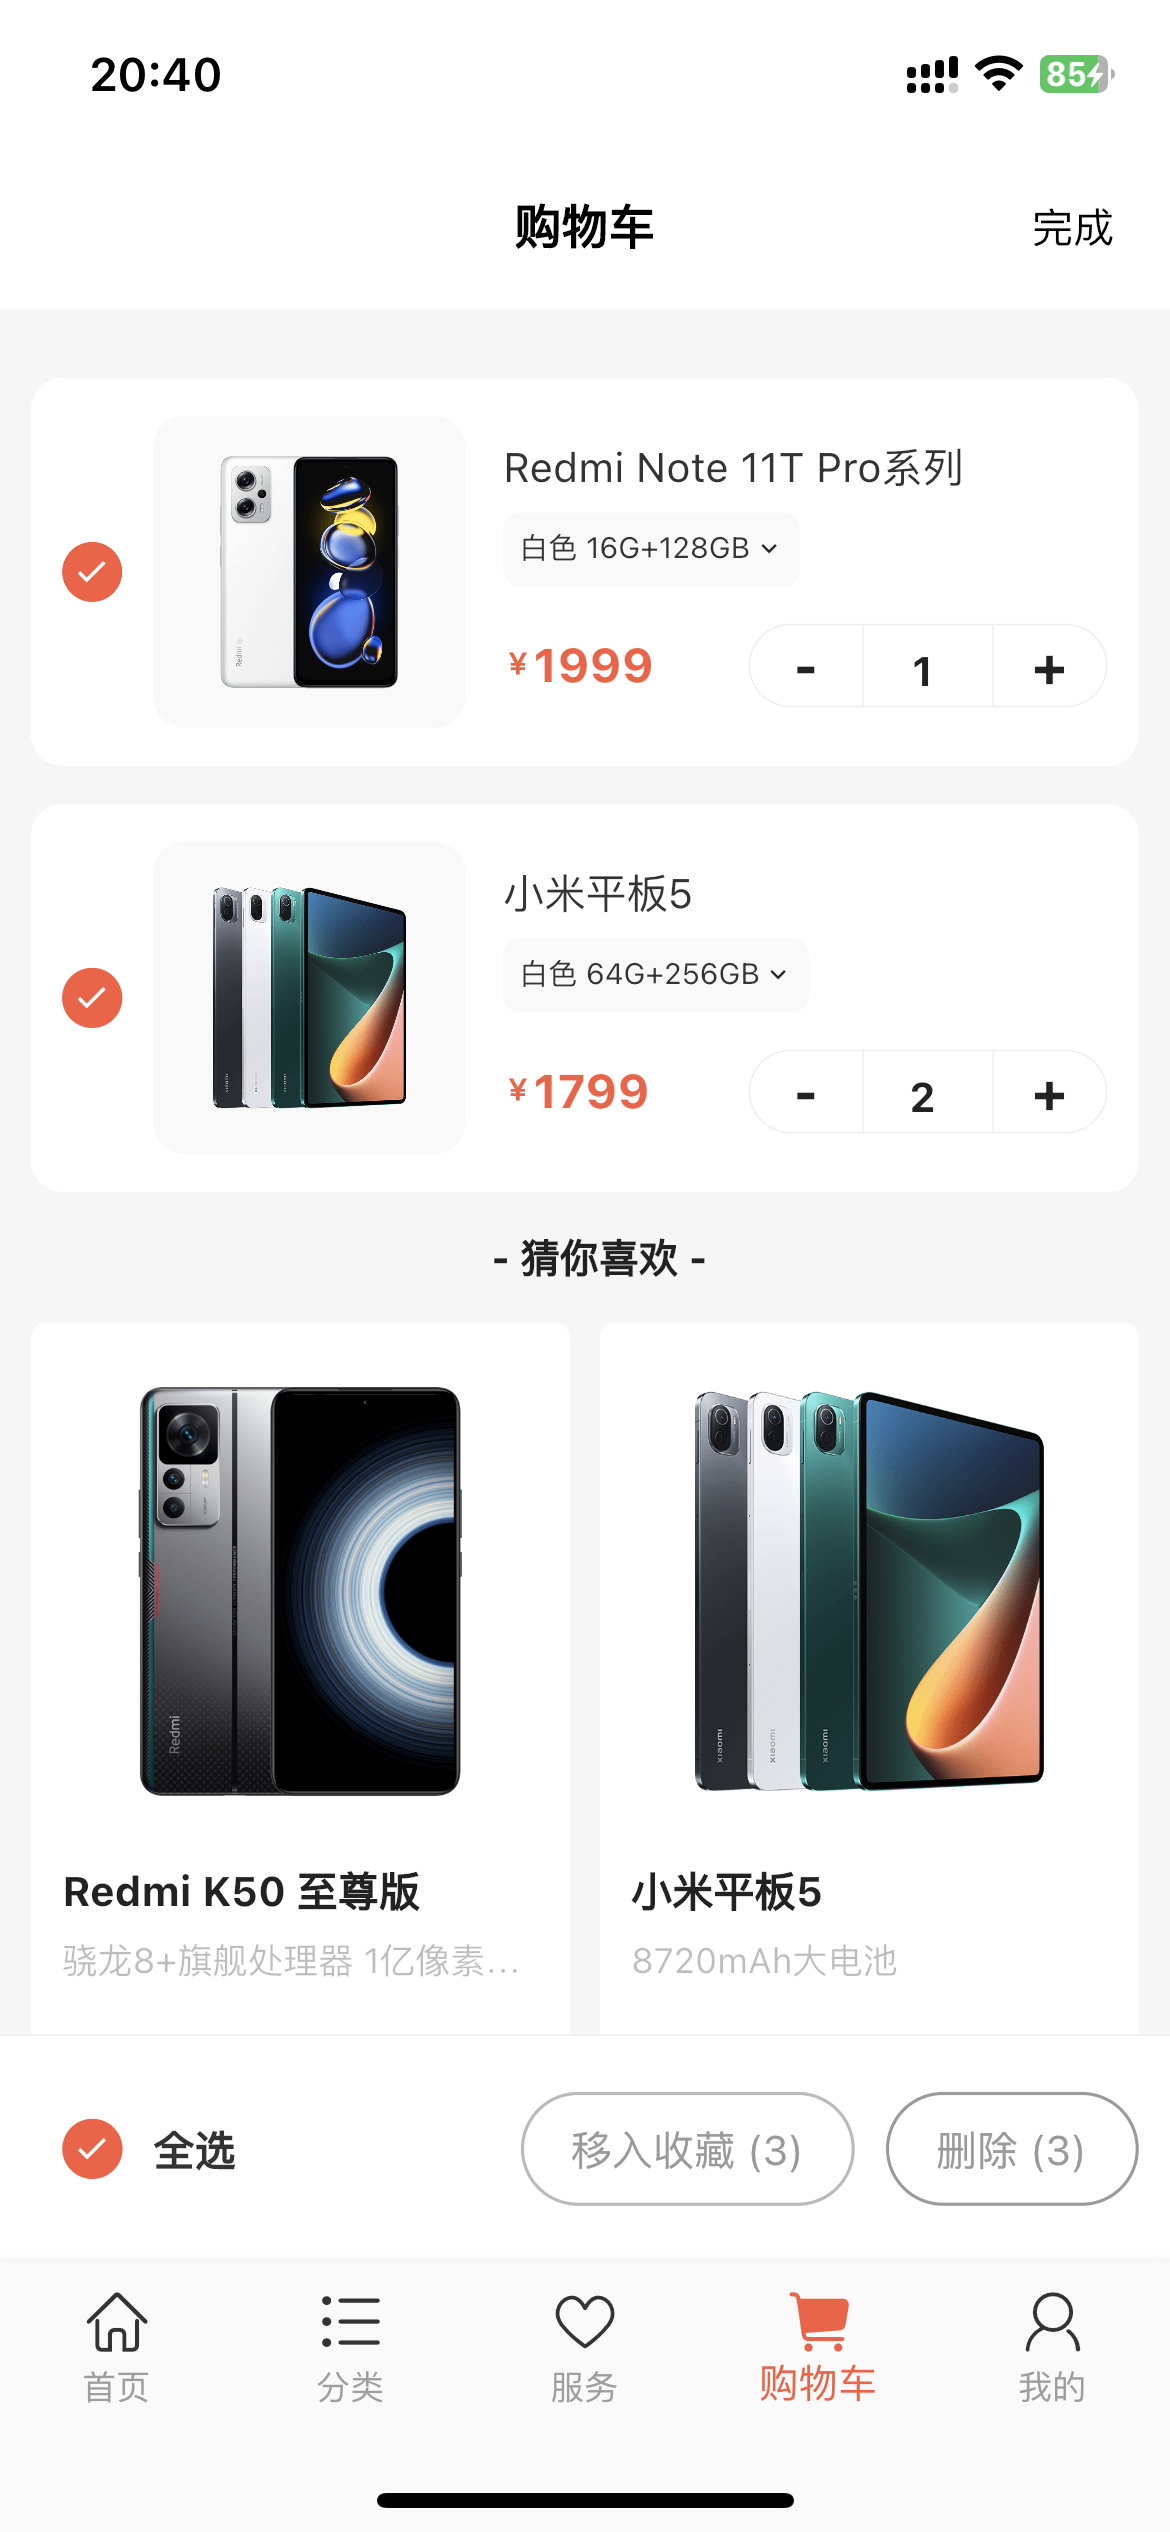 20:40
85
购物车
完成
Redmi Note 11T Pro系列
白色 16G+128GB
¥1999
- 1 +
小米平板5
白色 64G+256GB
¥1799
- 2 +
- 猜你喜欢 -
Redmi
xiaomi
xiaomi
xiaomi
Redmi K50 至尊版
小米平板5
骁龙8+旗舰处理器 1亿像素...
8720mAh大电池
全选
移入收藏 (3)
删除 (3)
首页
分类
服务
购物车
我的